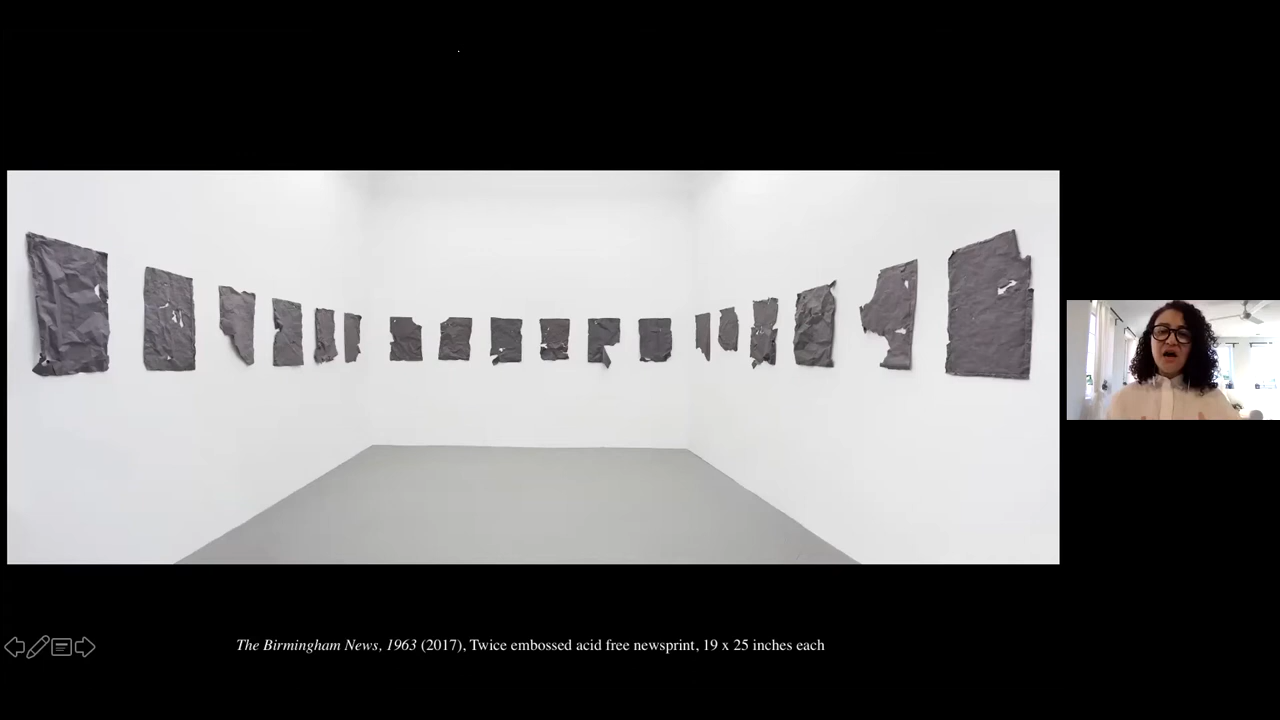 The Birmingham News, 1963 (2017), Twice embossed acid free newsprint, 19 x 25 inches each